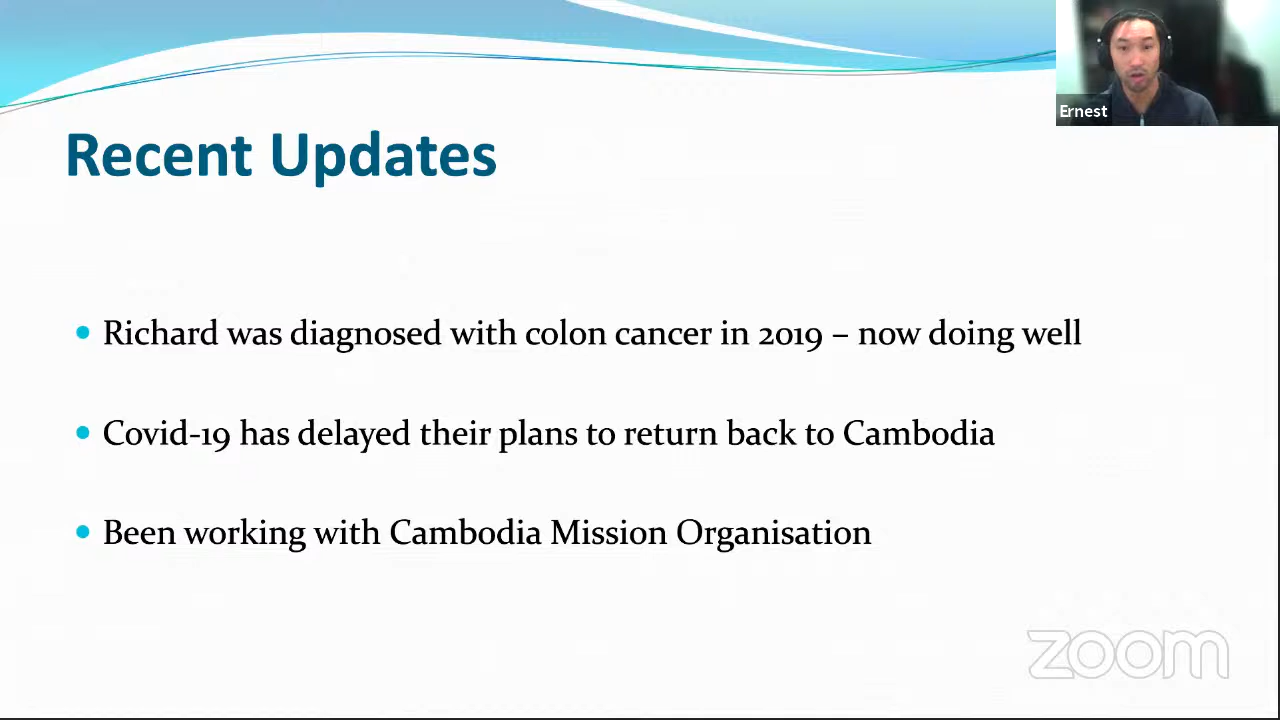 Ernest
Recent Updates
Richard was diagnosed with colon cancer in 2019 – now doing well
Covid-19 has delayed their plans to return back to Cambodia
Been working with Cambodia Mission Organisation
zoom